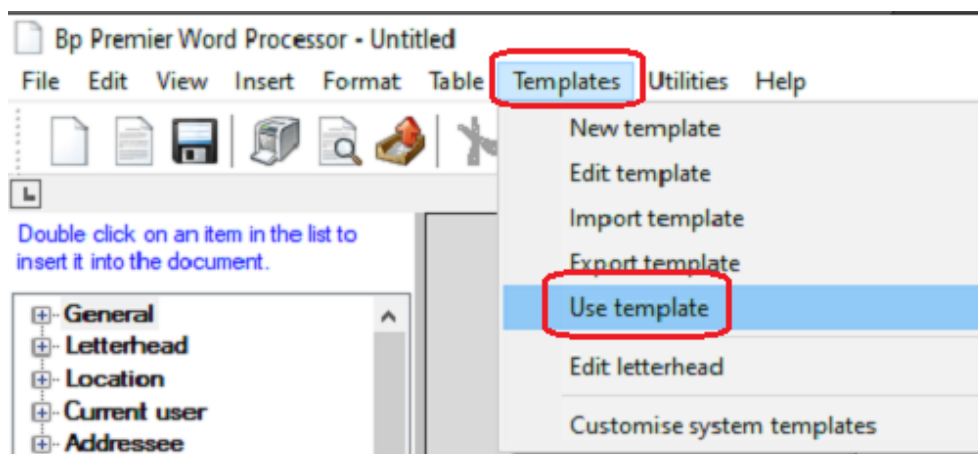 Bp Premier Word Processor - Untitled
File Edit View Insert Format Table Templates Utilities Help
New template
Edit template
Import template
Export template
Use template
Edit letterhead
Customise system templates
Double click on an item in the list to
insert it into the document.
General
Letterhead
Location
Current user
Addressee